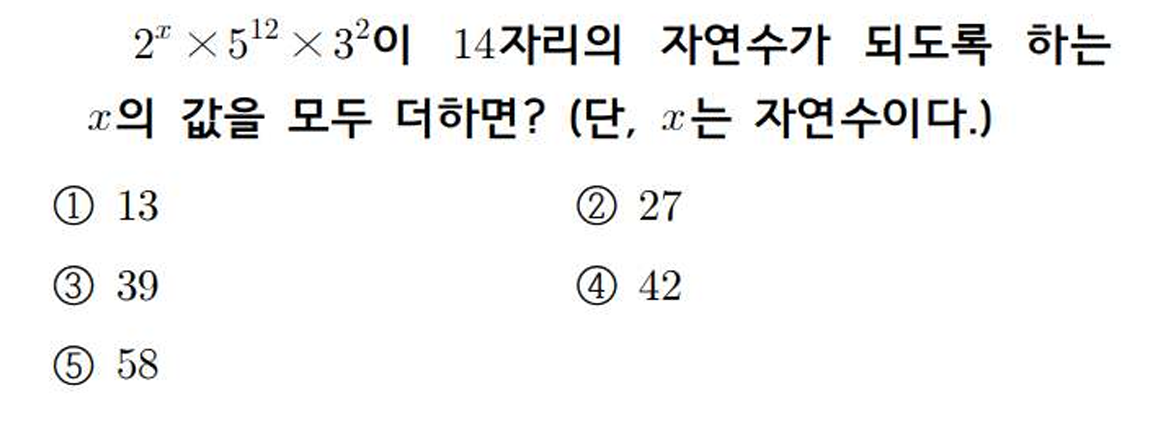 2^x × 5^12 × 3^2이 14자리의 자연수가 되도록 하는
x의 값을 모두 더하면? (단, x는 자연수이다.)
① 13 ② 27
③ 39 ④ 42
⑤ 58